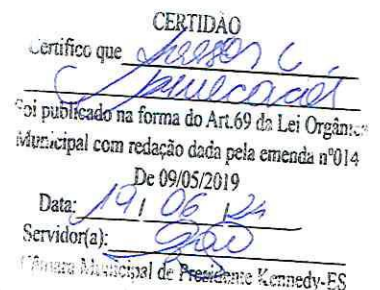 CERTIDÃO
Certifico que
Foi publicado na forma do Art.69 da Lei Orgânica
Municipal com redação dada pela emenda nº014
De 09/05/2019
Data: 19/06/24
Servidor(a):
Câmara Municipal de Presidente Kennedy-ES